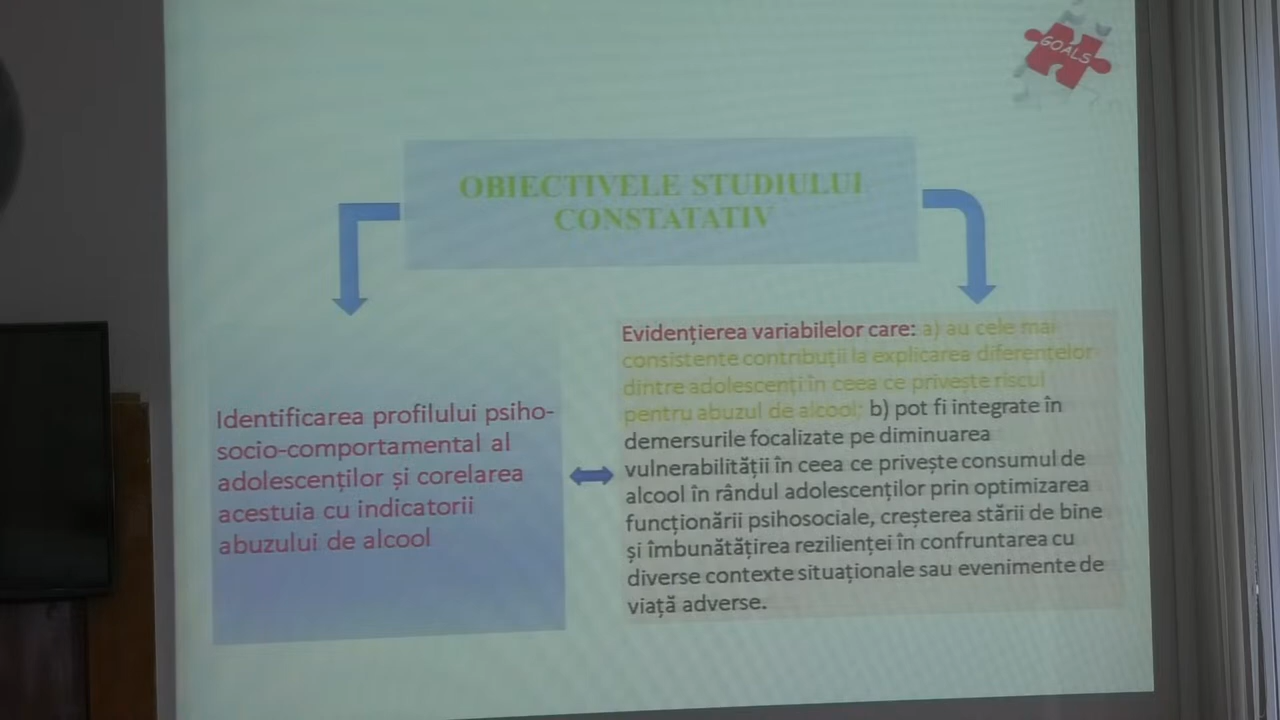 GOALS
OBIECTIVELE STUDIULUI
CONSTATATIV
Identificarea profilului psiho-
socio-comportamental al
adolescenților și corelarea
acestuia cu indicatorii
abuzului de alcool
Evidențierea variabilelor care: a) au cele mai
consistente contribuții la explicarea diferențelor
dintre adolescenți în ceea ce privește riscul
pentru abuzul de alcool; b) pot fi integrate în
demersurile focalizate pe diminuarea
vulnerabilității în ceea ce privește consumul de
alcool în rândul adolescenților prin optimizarea
funcționării psihosociale, creșterea stării de bine
și îmbunătățirea rezilienței în confruntarea cu
diverse contexte situaționale sau evenimente de
viață adverse.